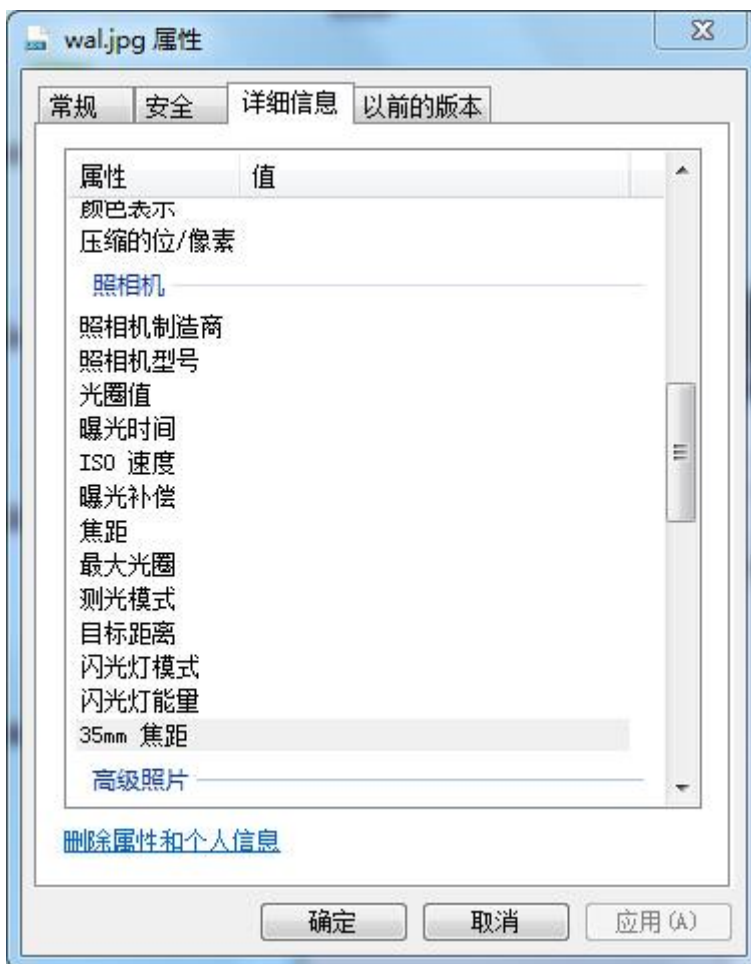 wal.jpg 属性
常规 安全 详细信息 以前的版本
属性 值
颜色表示
压缩的位/像素
照相机
照相机制造商
照相机型号
光圈值
曝光时间
ISO 速度
曝光补偿
焦距
最大光圈
测光模式
目标距离
闪光灯模式
闪光灯能量
35mm 焦距
高级照片
删除属性和个人信息
确定 取消 应用(A)